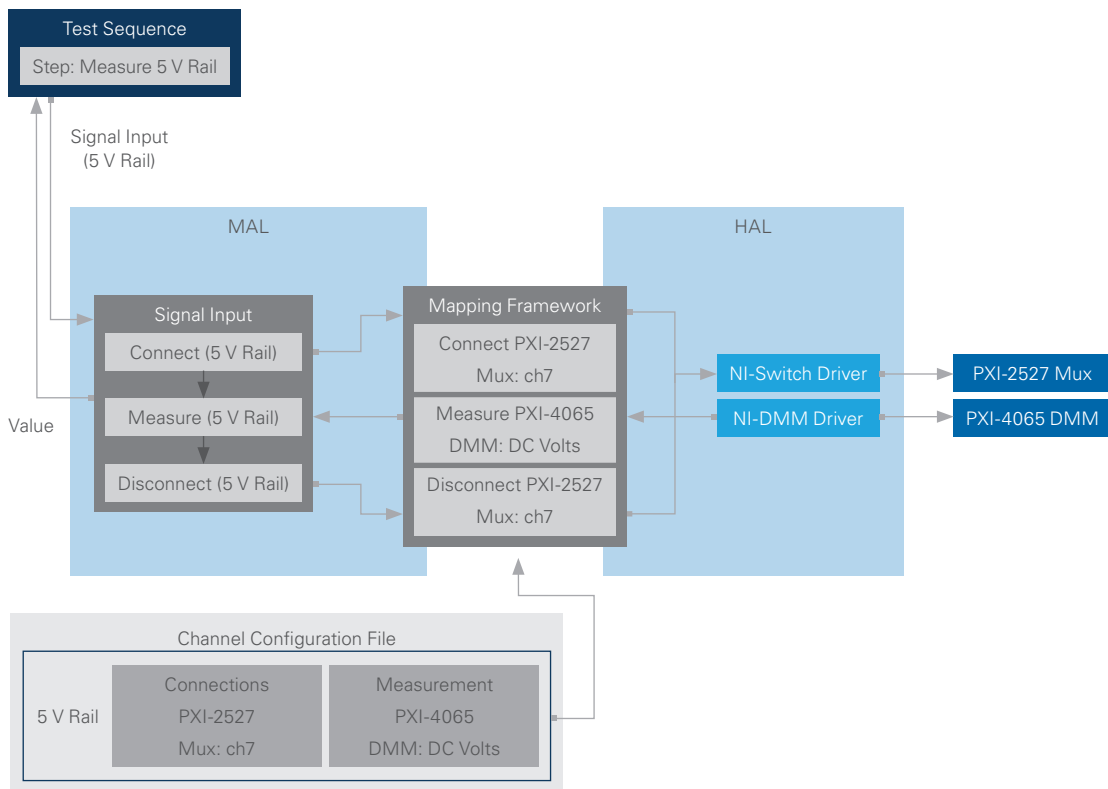 Test Sequence
Step: Measure 5 V Rail
Signal Input
(5 V Rail)
MAL
HAL
Signal Input
Connect (5 V Rail)
Measure (5 V Rail)
Disconnect (5 V Rail)
Value
Mapping Framework
Connect PXI-2527
Mux: ch7
Measure PXI-4065
DMM: DC Volts
Disconnect PXI-2527
Mux: ch7
NI-Switch Driver
NI-DMM Driver
PXI-2527 Mux
PXI-4065 DMM
Channel Configuration File
5 V Rail
Connections
PXI-2527
Mux: ch7
Measurement
PXI-4065
DMM: DC Volts